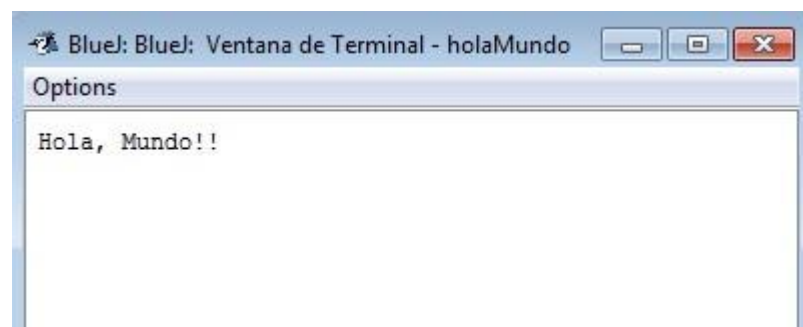 BlueJ: BlueJ: Ventana de Terminal - holaMundo
Options
Hola, Mundo!!